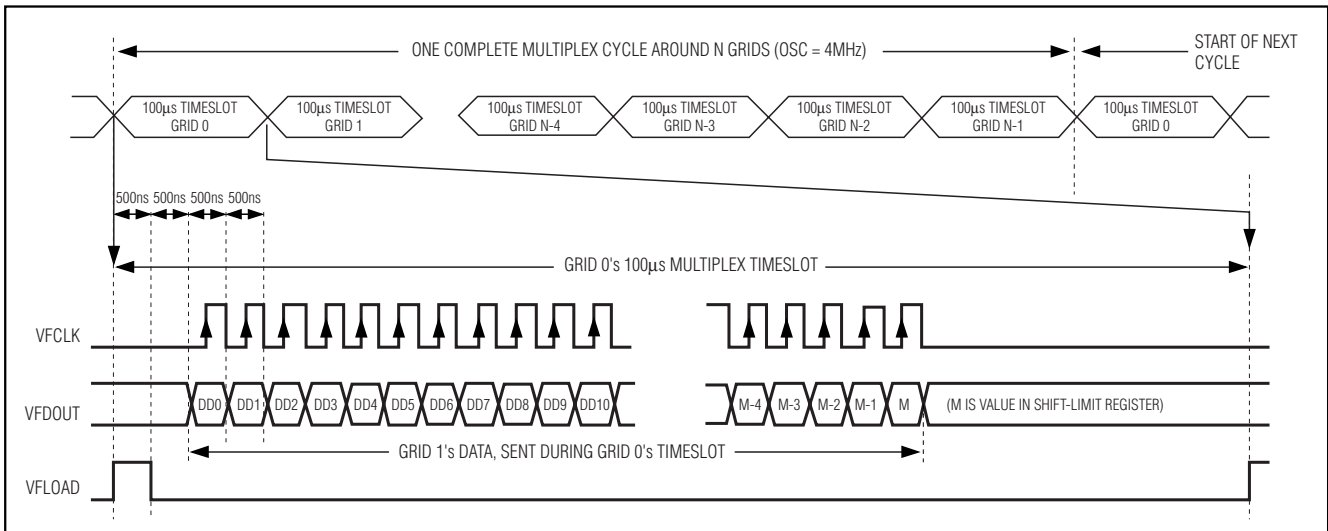 ONE COMPLETE MULTIPLEX CYCLE AROUND N GRIDS (OSC = 4MHz)
START OF NEXT
CYCLE
100µs TIMESLOT
GRID 0
100µs TIMESLOT
GRID 1
100µs TIMESLOT
GRID N-4
100µs TIMESLOT
GRID N-3
100µs TIMESLOT
GRID N-2
100µs TIMESLOT
GRID N-1
100µs TIMESLOT
GRID 0
500ns 500ns 500ns 500ns
GRID 0's 100µs MULTIPLEX TIMESLOT
VFCLK
VFDOUT
DD0 DD1 DD2 DD3 DD4 DD5 DD6 DD7 DD8 DD9 DD10 M-4 M-3 M-2 M-1 M (M IS VALUE IN SHIFT-LIMIT REGISTER)
GRID 1's DATA, SENT DURING GRID 0's TIMESLOT
VFLOAD